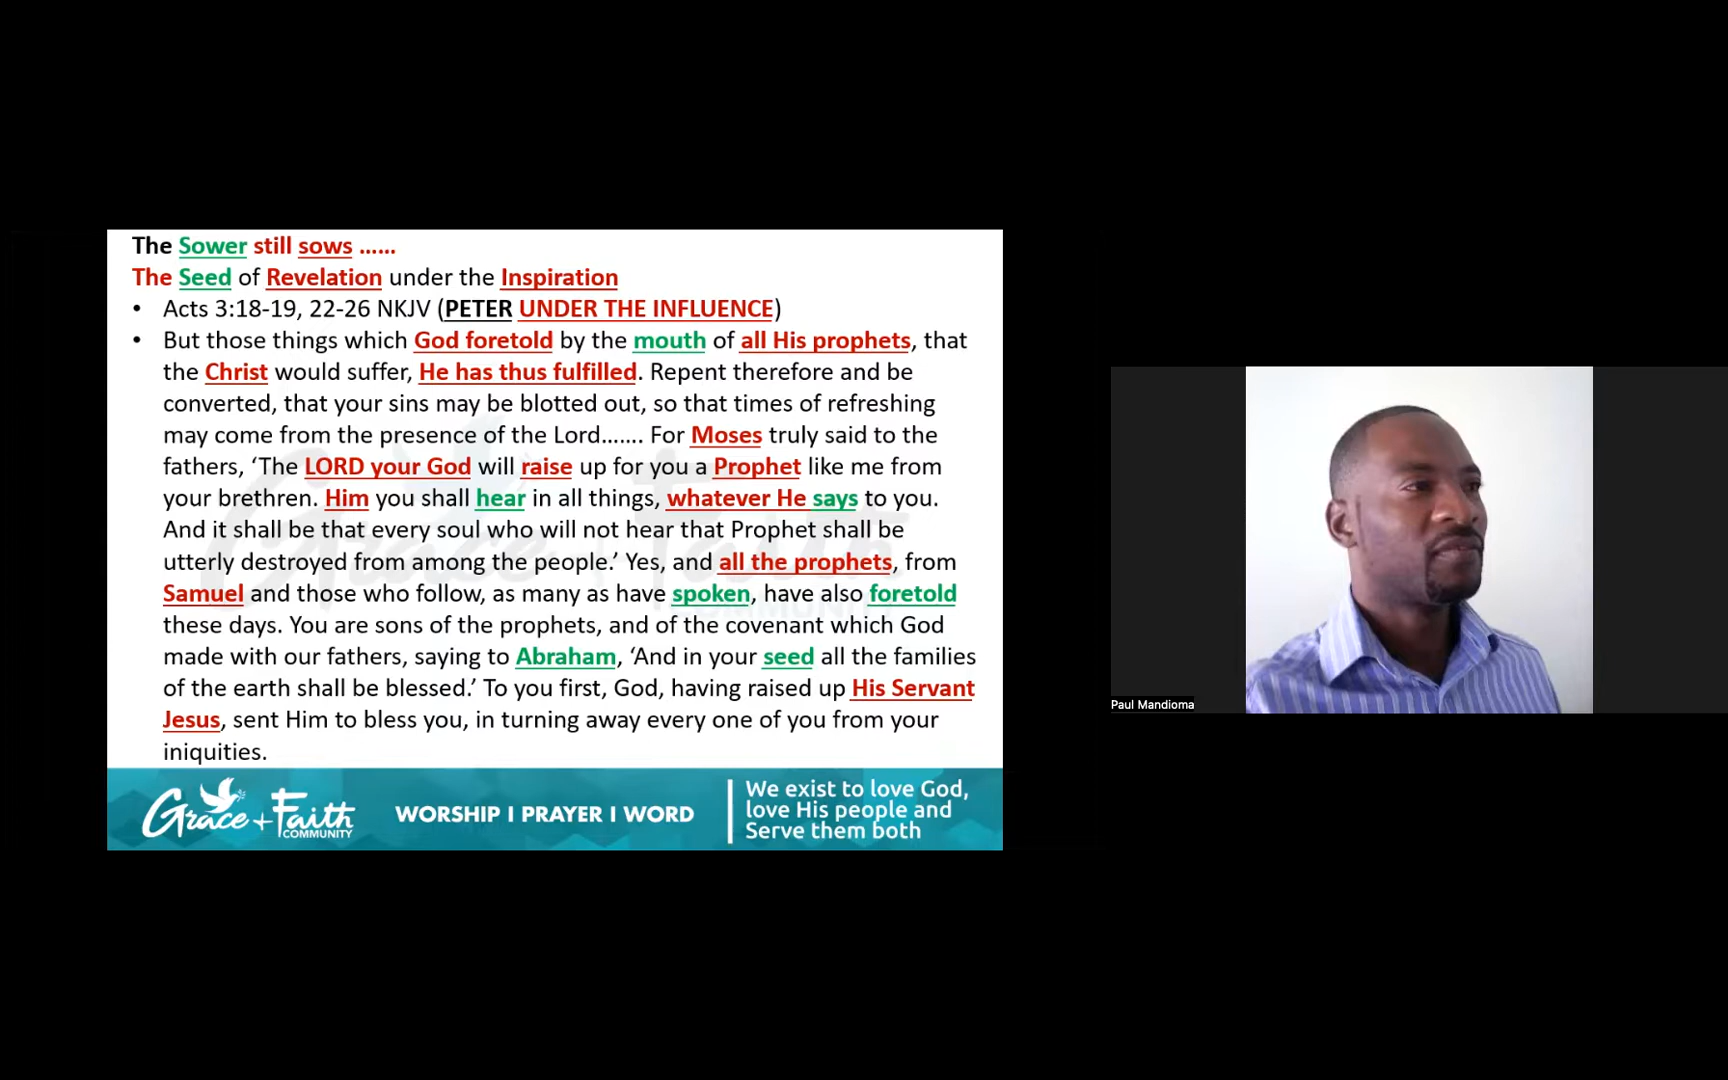 The Sower still sows ......
The Seed of Revelation under the Inspiration
• Acts 3:18-19, 22-26 NKJV (PETER UNDER THE INFLUENCE)
• But those things which God foretold by the mouth of all His prophets, that
the Christ would suffer, He has thus fulfilled. Repent therefore and be
converted, that your sins may be blotted out, so that times of refreshing
may come from the presence of the Lord....... For Moses truly said to the
fathers, ‘The LORD your God will raise up for you a Prophet like me from
your brethren. Him you shall hear in all things, whatever He says to you.
And it shall be that every soul who will not hear that Prophet shall be
utterly destroyed from among the people.’ Yes, and all the prophets, from
Samuel and those who follow, as many as have spoken, have also foretold
these days. You are sons of the prophets, and of the covenant which God
made with our fathers, saying to Abraham, ‘And in your seed all the families
of the earth shall be blessed.’ To you first, God, having raised up His Servant
Jesus, sent Him to bless you, in turning away every one of you from your
iniquities.
Grace + Faith
COMMUNITY
WORSHIP I PRAYER I WORD
We exist to love God,
love His people and
Serve them both
Paul Mandioma